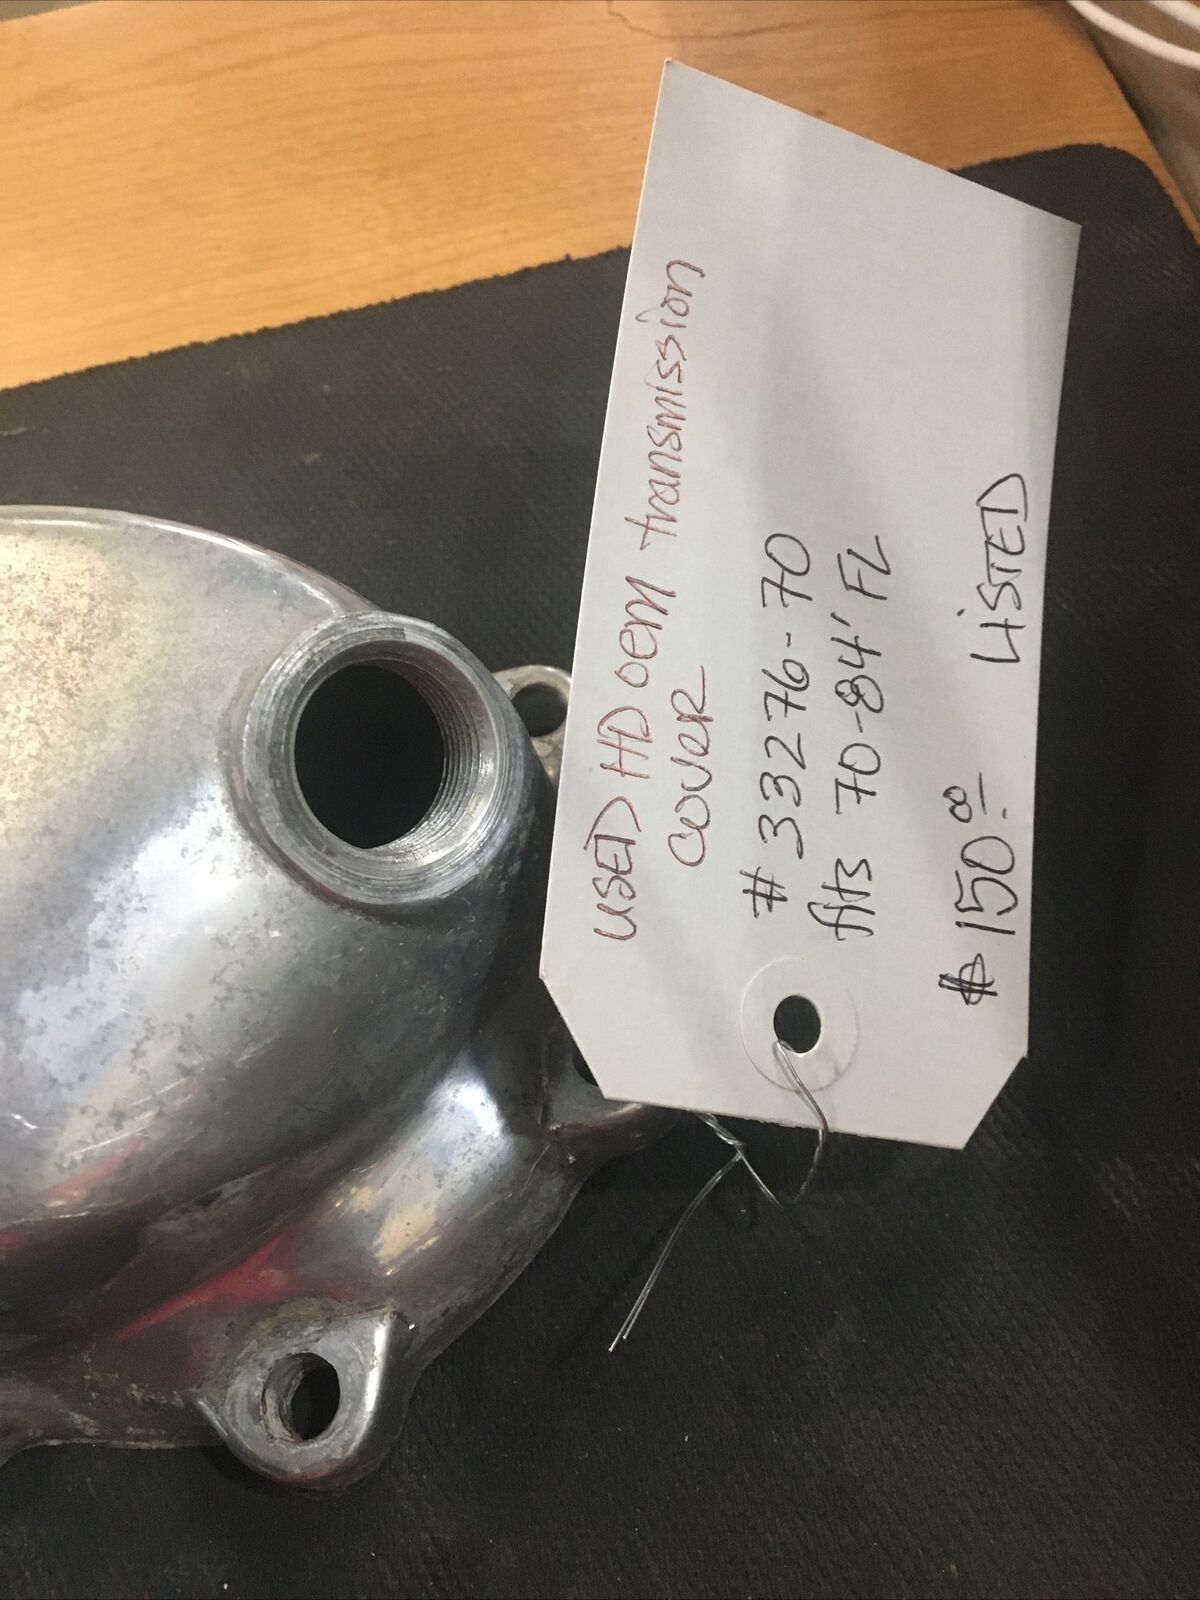 USED HD OEM transmission
COVER
# 33276-70
fits 70-84' FL
$150.00 LISTED